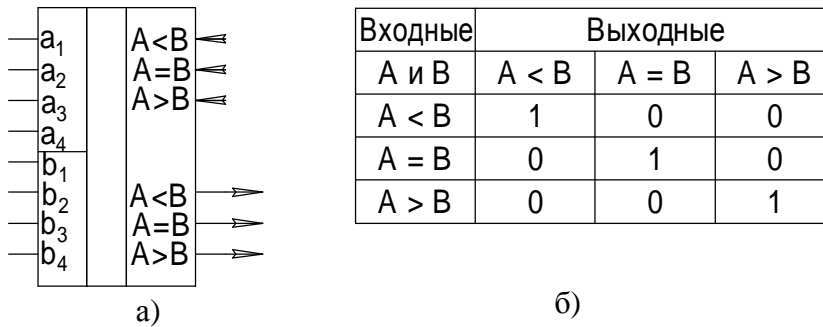 a₁ A<B
a₂ A=B
a₃ A>B
a₄
b₁
b₂ A<B
b₃ A=B
b₄ A>B
а)
Входные Выходные
А и В А < В А = В А > В
А < В 1 0 0
А = В 0 1 0
А > В 0 0 1
б)